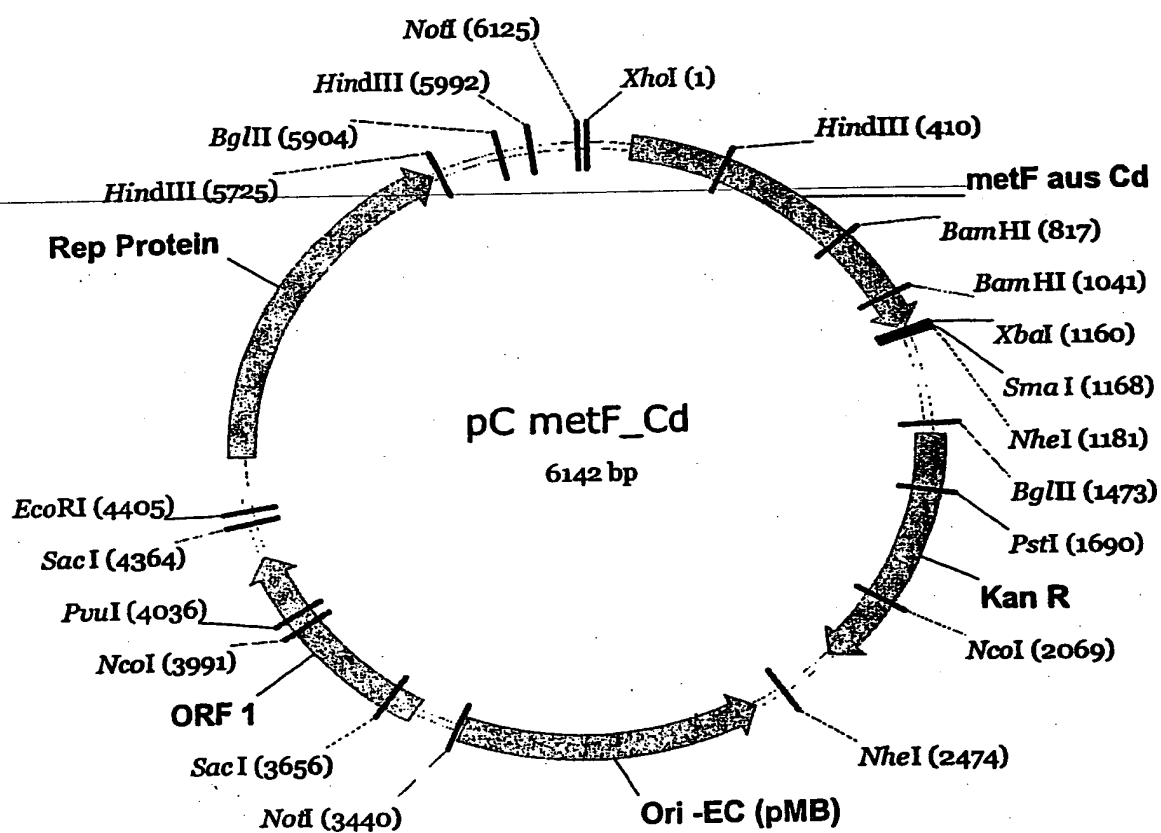 NotI (6125)
XhoI (1)
HindIII (5992)
HindIII (410)
BglII (5904)
HindIII (5725)
metF aus Cd
Rep Protein
BamHI (817)
BamHI (1041)
XbaI (1160)
SmaI (1168)
pC metF_Cd
6142 bp
NheI (1181)
BglII (1473)
EcoRI (4405)
SacI (4364)
PstI (1690)
PvuI (4036)
Kan R
NcoI (3991)
NcoI (2069)
ORF 1
SacI (3656)
NheI (2474)
NotI (3440)
Ori -EC (pMB)